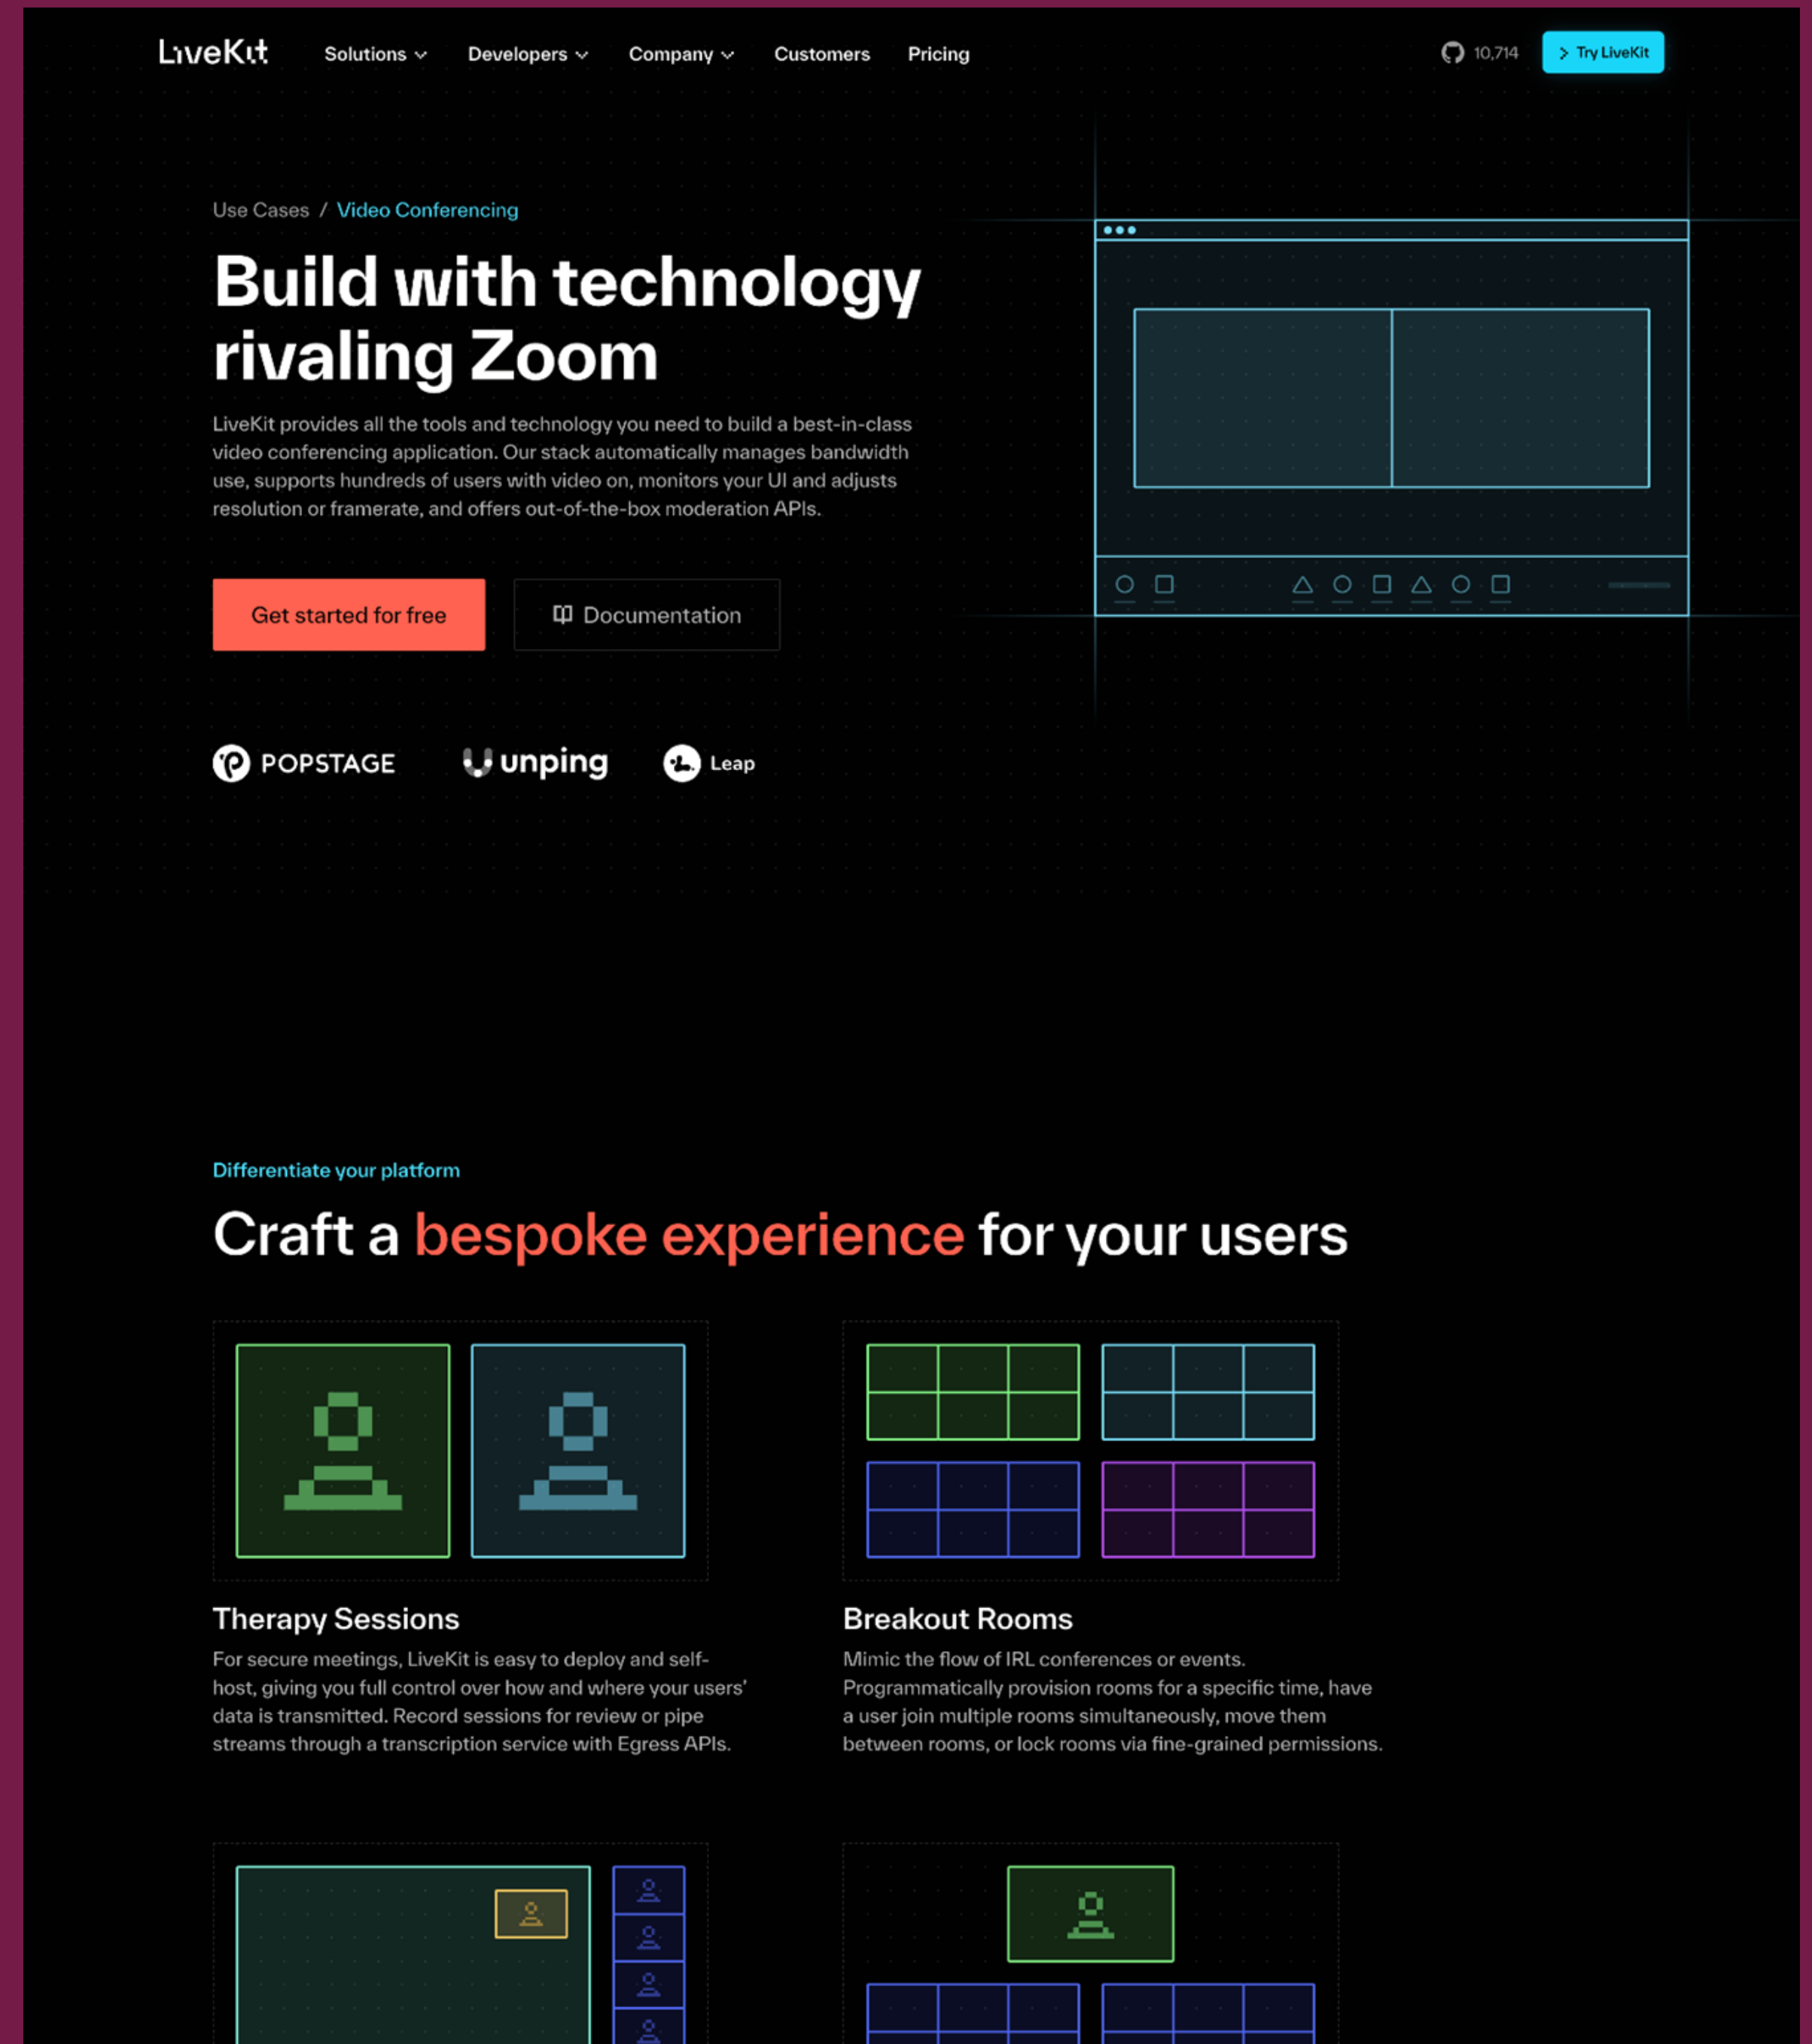 LiveKit
Solutions
Developers
Company
Customers
Pricing
10,714
Try LiveKit
Use Cases / Video Conferencing
Build with technology
rivaling Zoom
LiveKit provides all the tools and technology you need to build a best-in-class
video conferencing application. Our stack automatically manages bandwidth
use, supports hundreds of users with video on, monitors your UI and adjusts
resolution or framerate, and offers out-of-the-box moderation APIs.
Get started for free
Documentation
POPSTAGE
unping
Leap
Differentiate your platform
Craft a bespoke experience for your users
Therapy Sessions
For secure meetings, LiveKit is easy to deploy and self-
host, giving you full control over how and where your users’
data is transmitted. Record sessions for review or pipe
streams through a transcription service with Egress APIs.
Breakout Rooms
Mimic the flow of IRL conferences or events.
Programmatically provision rooms for a specific time, have
a user join multiple rooms simultaneously, move them
between rooms, or lock rooms via fine-grained permissions.